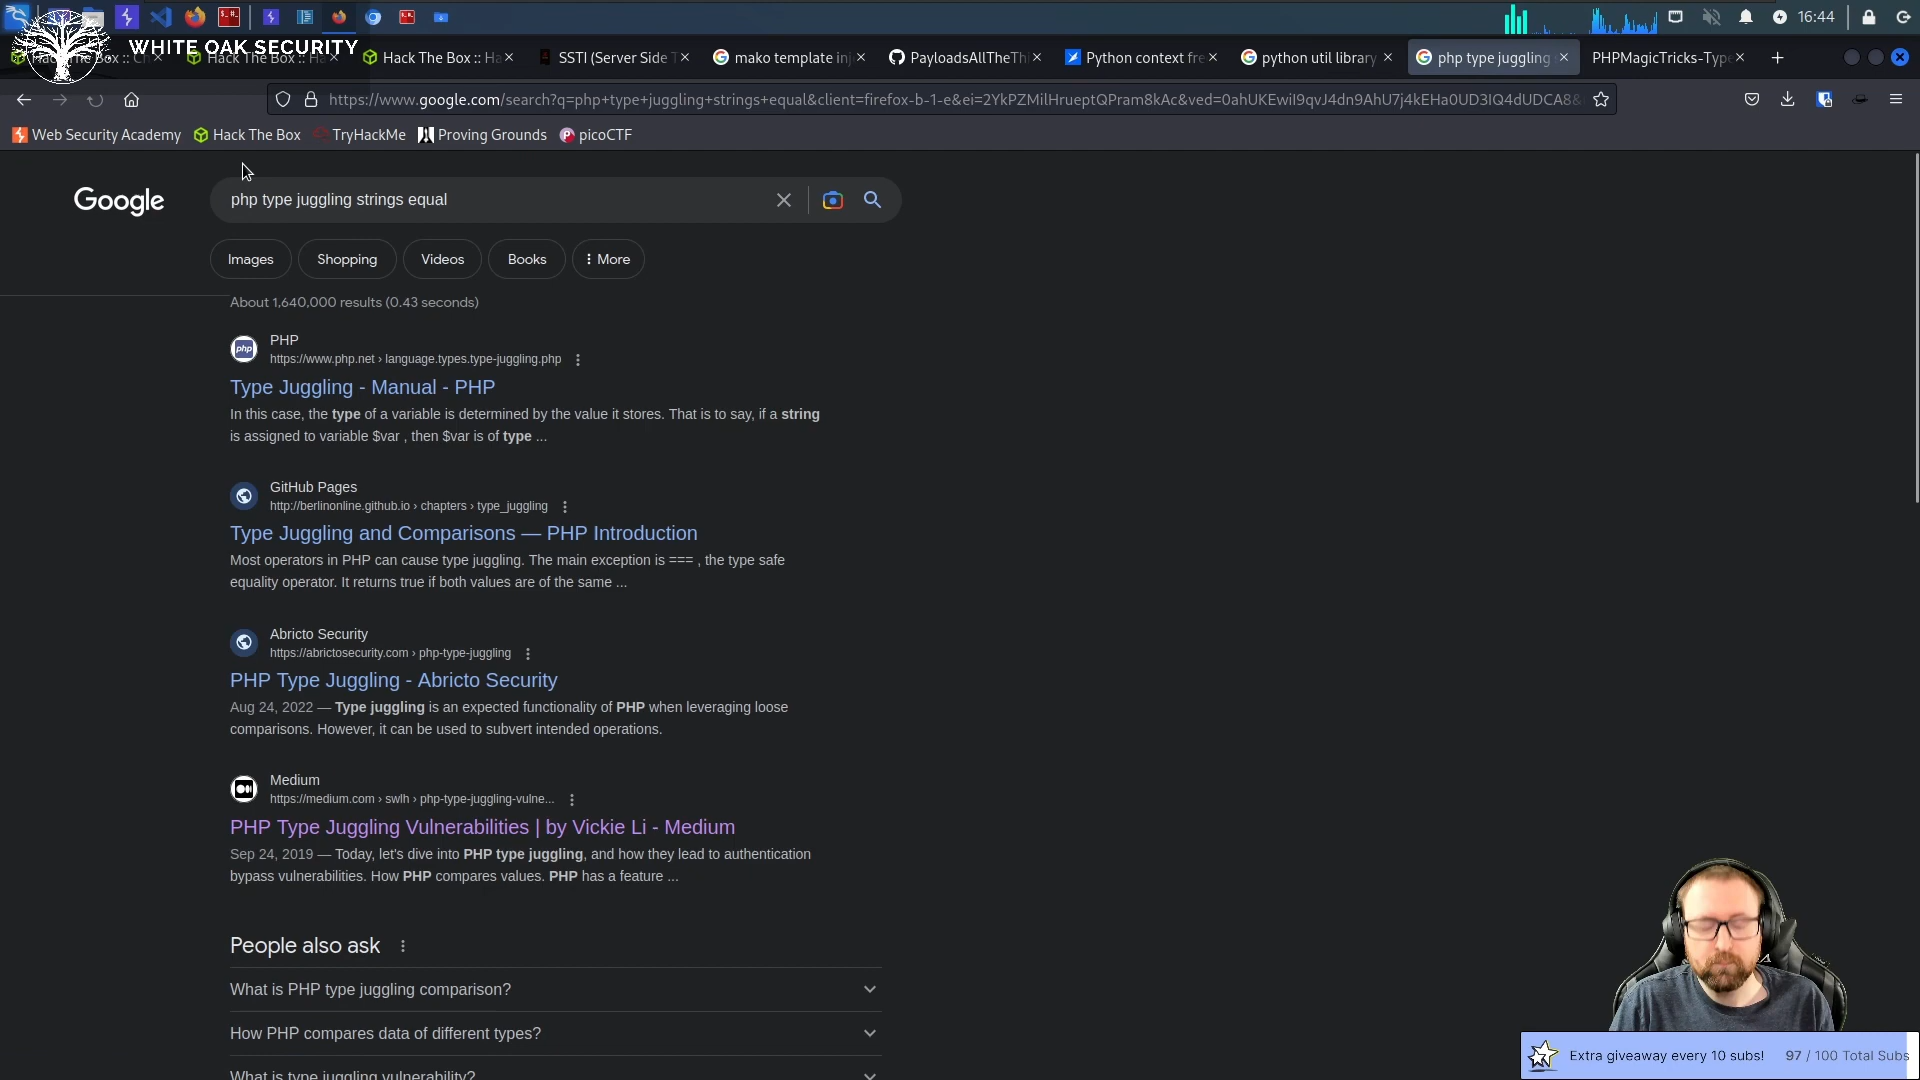 16:44
WHITE OAK SECURITY
Hack The Box :: Ha
Hack The Box :: Ha
SSTI (Server Side T
mako template inj
PayloadsAllTheThi
Python context fre
python util library
php type juggling
PHPMagicTricks-Type
https://www.google.com/search?q=php+type+juggling+strings+equal&client=firefox-b-1-e&ei=2YkPZMilHrueptQPram8kAc&ved=0ahUKEwiI9qvJ4dn9AhU7j4kEHa0UD3IQ4dUDCA8&
Web Security Academy
Hack The Box
TryHackMe
Proving Grounds
picoCTF
Google
php type juggling strings equal
Images
Shopping
Videos
Books
More
About 1,640,000 results (0.43 seconds)
PHP
https://www.php.net › language.types.type-juggling.php
Type Juggling - Manual - PHP
In this case, the type of a variable is determined by the value it stores. That is to say, if a string
is assigned to variable $var , then $var is of type ...
GitHub Pages
http://berlinonline.github.io › chapters › type_juggling
Type Juggling and Comparisons — PHP Introduction
Most operators in PHP can cause type juggling. The main exception is === , the type safe
equality operator. It returns true if both values are of the same ...
Abricto Security
https://abrictosecurity.com › php-type-juggling
PHP Type Juggling - Abricto Security
Aug 24, 2022 — Type juggling is an expected functionality of PHP when leveraging loose
comparisons. However, it can be used to subvert intended operations.
Medium
https://medium.com › swlh › php-type-juggling-vulne...
PHP Type Juggling Vulnerabilities | by Vickie Li - Medium
Sep 24, 2019 — Today, let's dive into PHP type juggling, and how they lead to authentication
bypass vulnerabilities. How PHP compares values. PHP has a feature ...
People also ask
What is PHP type juggling comparison?
How PHP compares data of different types?
What is type juggling vulnerability?
Extra giveaway every 10 subs!
97 / 100 Total Subs